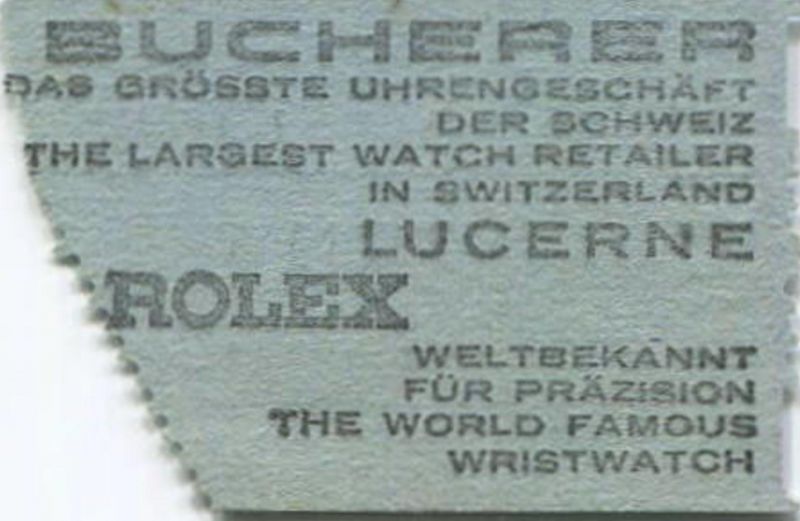 BUCHERER
DAS GRÖSSTE UHRENGESCHÄFT
DER SCHWEIZ
THE LARGEST WATCH RETAILER
IN SWITZERLAND
LUCERNE
ROLEX
WELTBEKANNT
FÜR PRÄZISION
THE WORLD FAMOUS
WRISTWATCH